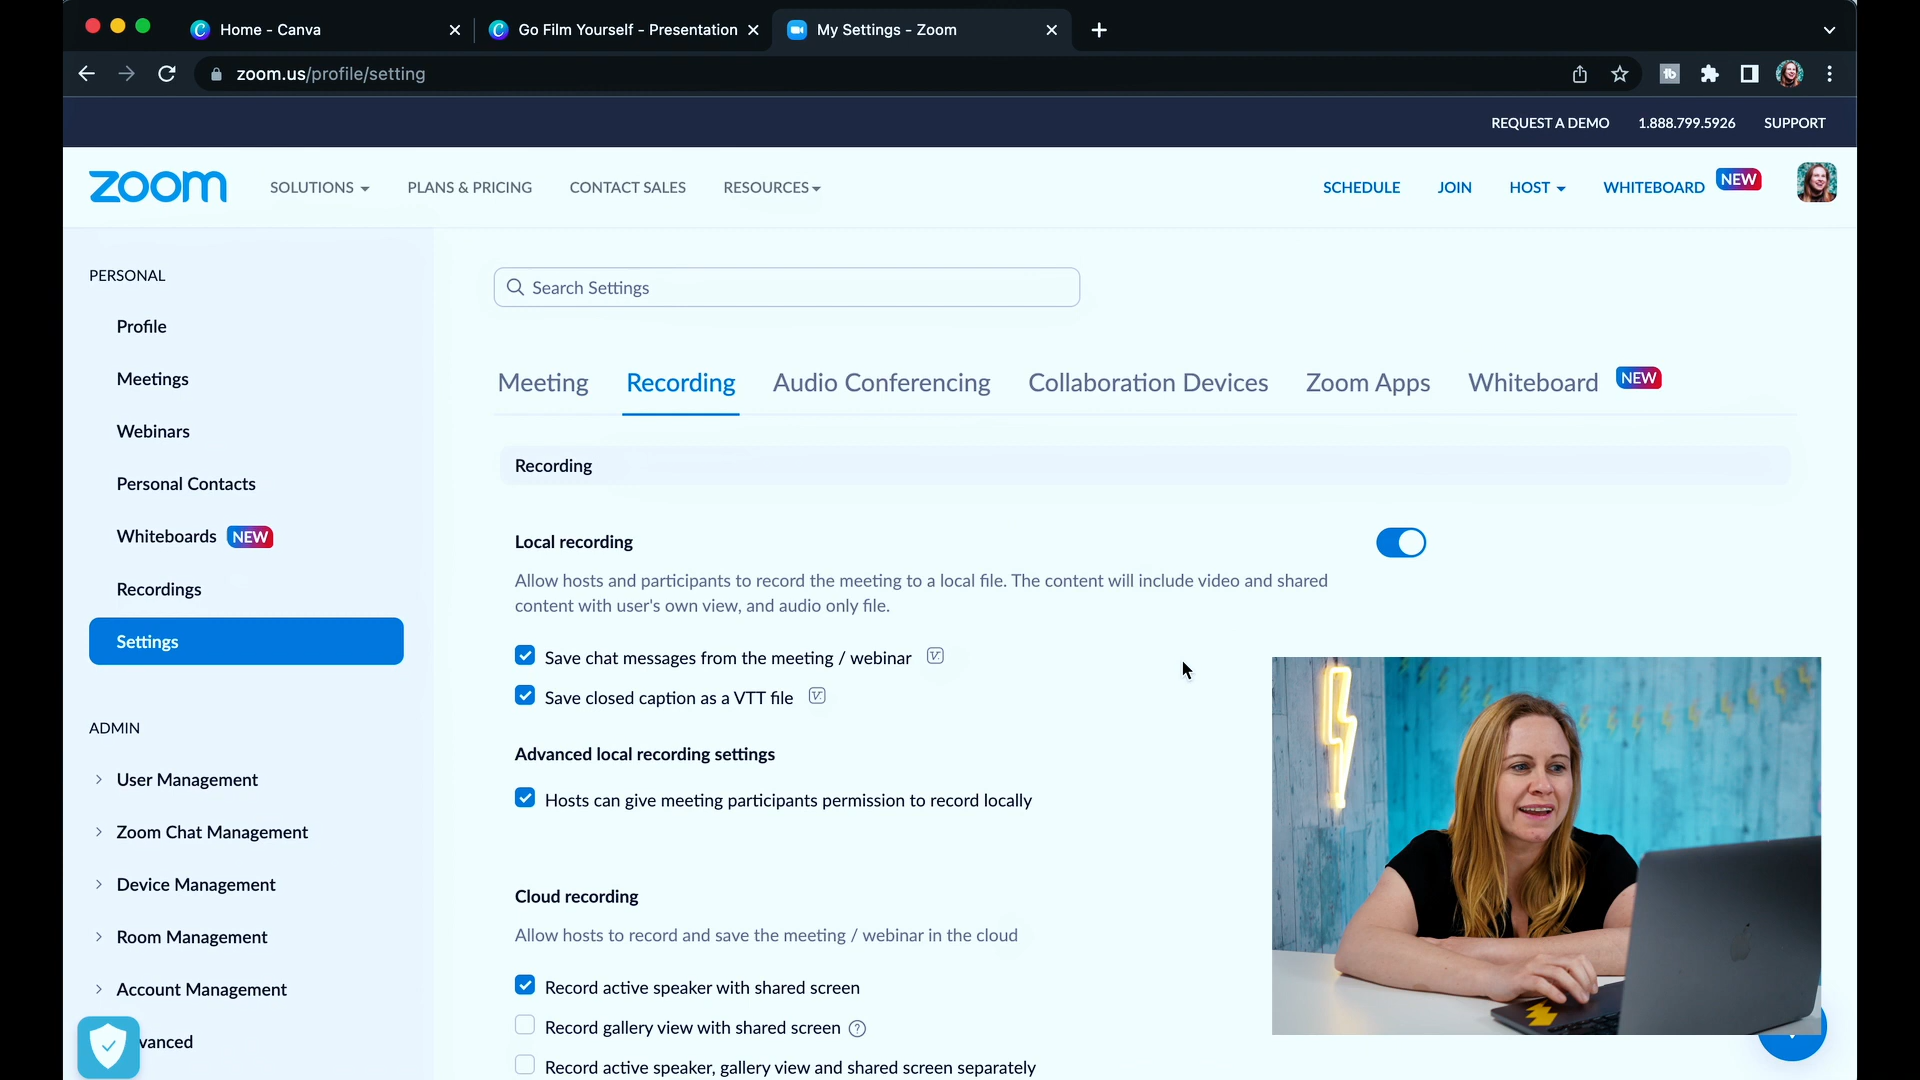 Home - Canva
Go Film Yourself - Presentation
My Settings - Zoom
zoom.us/profile/setting
REQUEST A DEMO 1.888.799.5926 SUPPORT
zoom SOLUTIONS PLANS & PRICING CONTACT SALES RESOURCES SCHEDULE JOIN HOST WHITEBOARD NEW
PERSONAL
Profile
Meetings
Webinars
Personal Contacts
Whiteboards NEW
Recordings
Settings
ADMIN
User Management
Zoom Chat Management
Device Management
Room Management
Account Management
vanced
Search Settings
Meeting Recording Audio Conferencing Collaboration Devices Zoom Apps Whiteboard NEW
Recording
Local recording
Allow hosts and participants to record the meeting to a local file. The content will include video and shared
content with user's own view, and audio only file.
Save chat messages from the meeting / webinar
Save closed caption as a VTT file
Advanced local recording settings
Hosts can give meeting participants permission to record locally
Cloud recording
Allow hosts to record and save the meeting / webinar in the cloud
Record active speaker with shared screen
Record gallery view with shared screen
Record active speaker, gallery view and shared screen separately